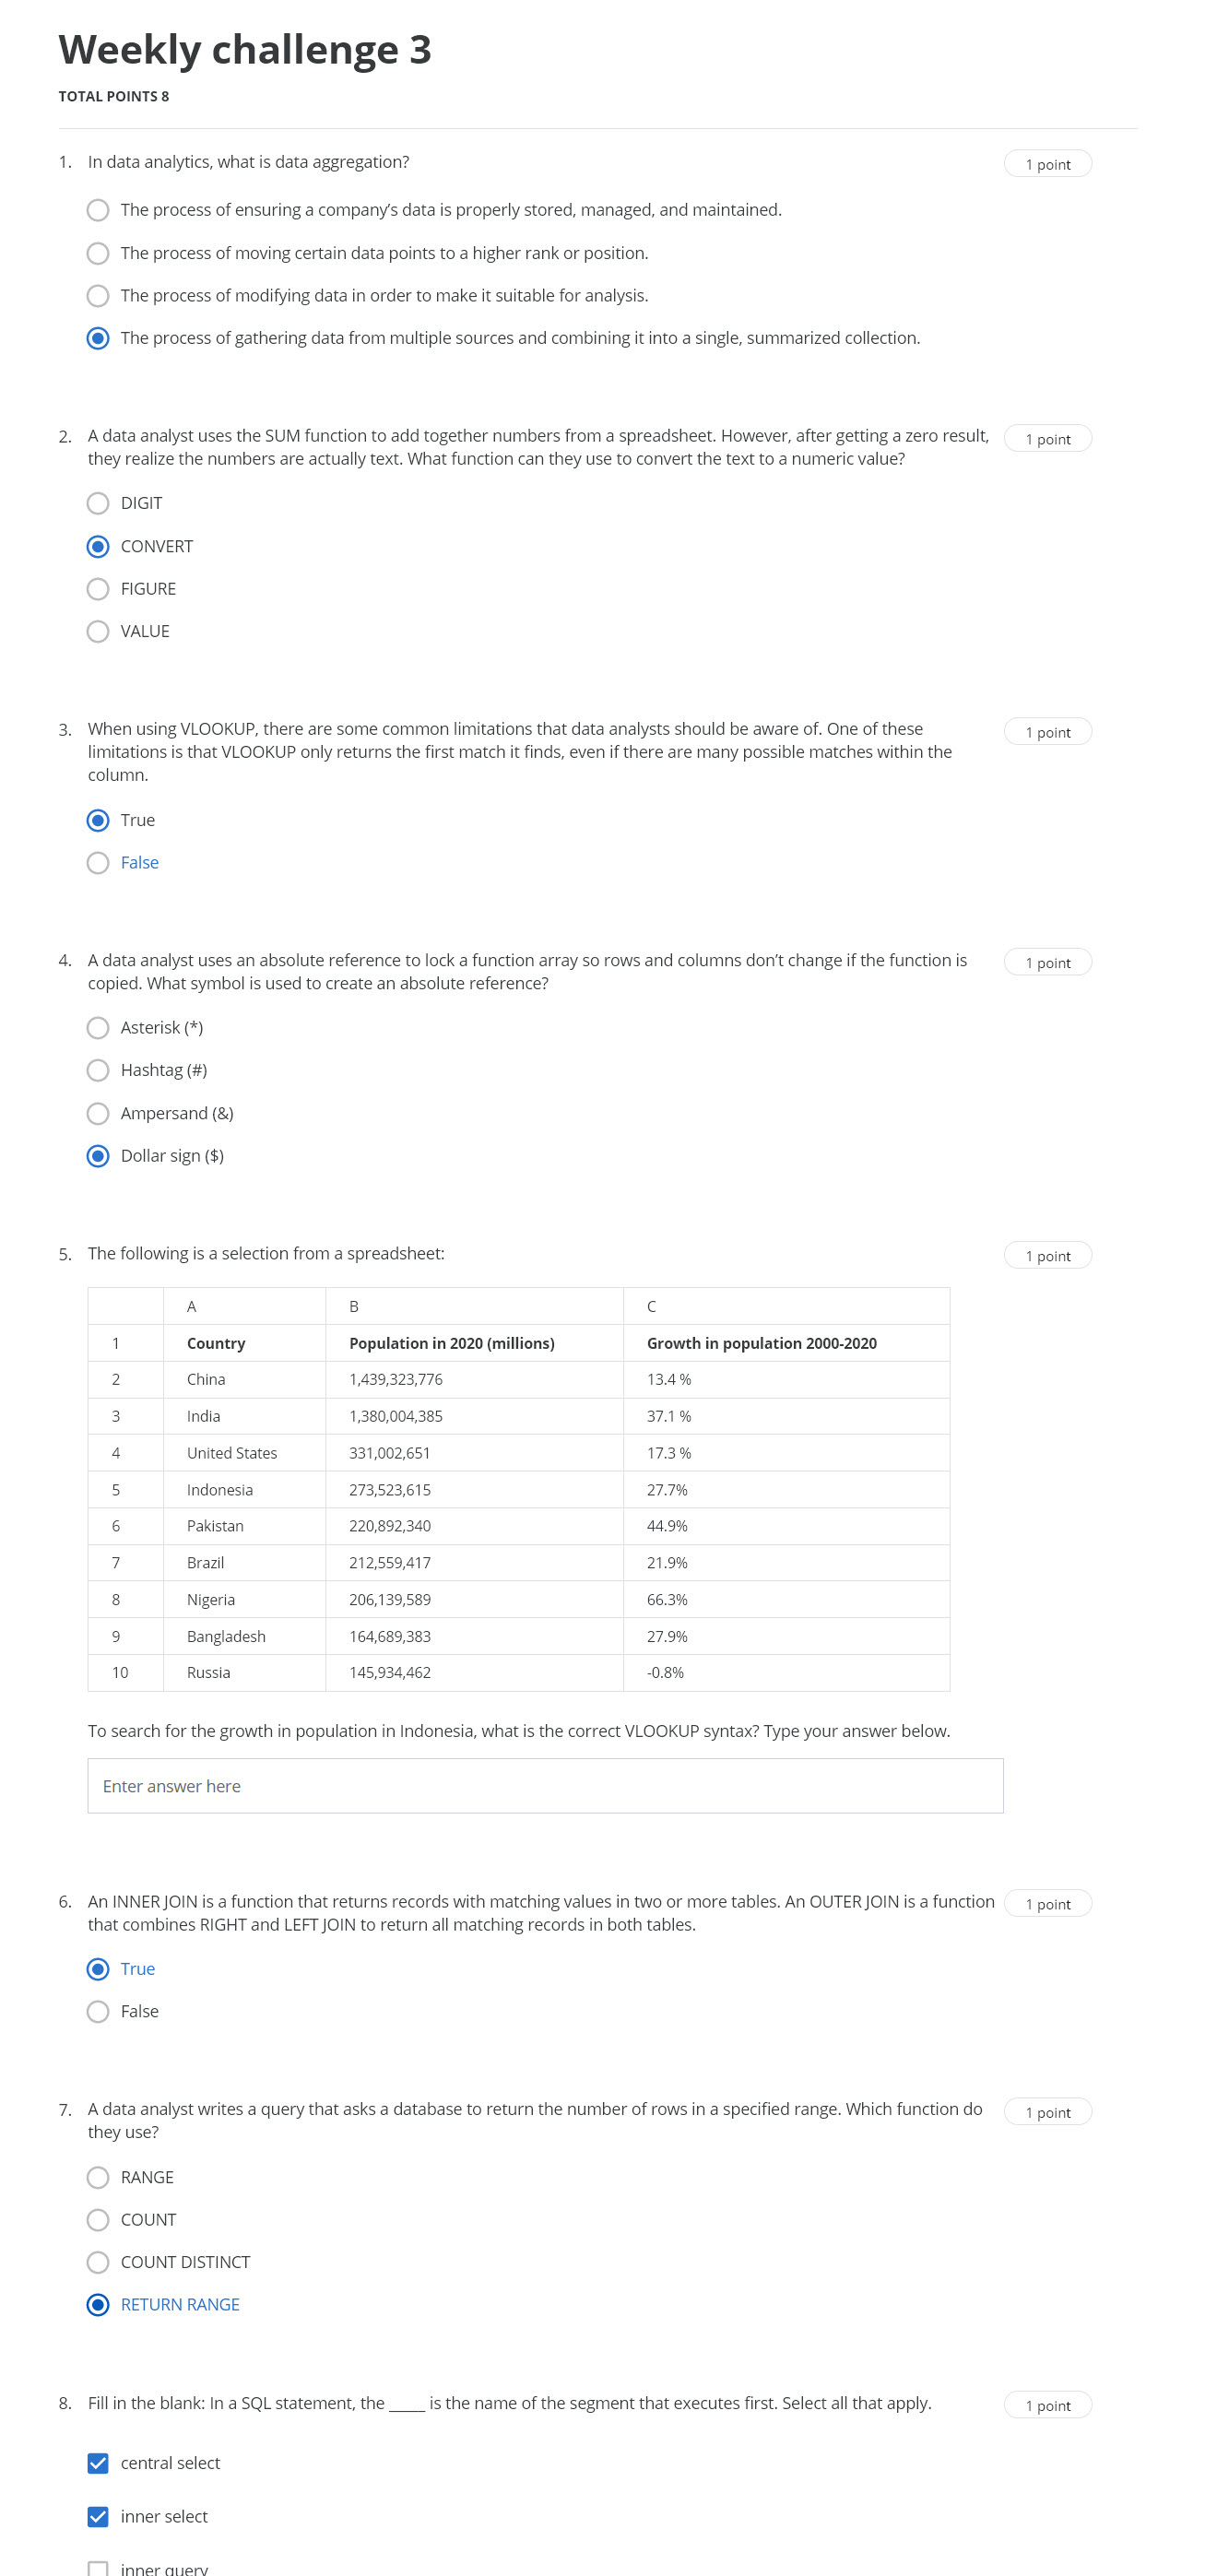 Weekly challenge 3
TOTAL POINTS 8
1. In data analytics, what is data aggregation? 1 point
The process of ensuring a company’s data is properly stored, managed, and maintained.
The process of moving certain data points to a higher rank or position.
The process of modifying data in order to make it suitable for analysis.
The process of gathering data from multiple sources and combining it into a single, summarized collection.
2. A data analyst uses the SUM function to add together numbers from a spreadsheet. However, after getting a zero result, 1 point
they realize the numbers are actually text. What function can they use to convert the text to a numeric value?
DIGIT
CONVERT
FIGURE
VALUE
3. When using VLOOKUP, there are some common limitations that data analysts should be aware of. One of these 1 point
limitations is that VLOOKUP only returns the first match it finds, even if there are many possible matches within the
column.
True
False
4. A data analyst uses an absolute reference to lock a function array so rows and columns don’t change if the function is 1 point
copied. What symbol is used to create an absolute reference?
Asterisk (*)
Hashtag (#)
Ampersand (&)
Dollar sign ($)
5. The following is a selection from a spreadsheet: 1 point
A B C
1 Country Population in 2020 (millions) Growth in population 2000-2020
2 China 1,439,323,776 13.4 %
3 India 1,380,004,385 37.1 %
4 United States 331,002,651 17.3 %
5 Indonesia 273,523,615 27.7%
6 Pakistan 220,892,340 44.9%
7 Brazil 212,559,417 21.9%
8 Nigeria 206,139,589 66.3%
9 Bangladesh 164,689,383 27.9%
10 Russia 145,934,462 -0.8%
To search for the growth in population in Indonesia, what is the correct VLOOKUP syntax? Type your answer below.
Enter answer here
6. An INNER JOIN is a function that returns records with matching values in two or more tables. An OUTER JOIN is a function 1 point
that combines RIGHT and LEFT JOIN to return all matching records in both tables.
True
False
7. A data analyst writes a query that asks a database to return the number of rows in a specified range. Which function do 1 point
they use?
RANGE
COUNT
COUNT DISTINCT
RETURN RANGE
8. Fill in the blank: In a SQL statement, the _____ is the name of the segment that executes first. Select all that apply. 1 point
central select
inner select
inner query